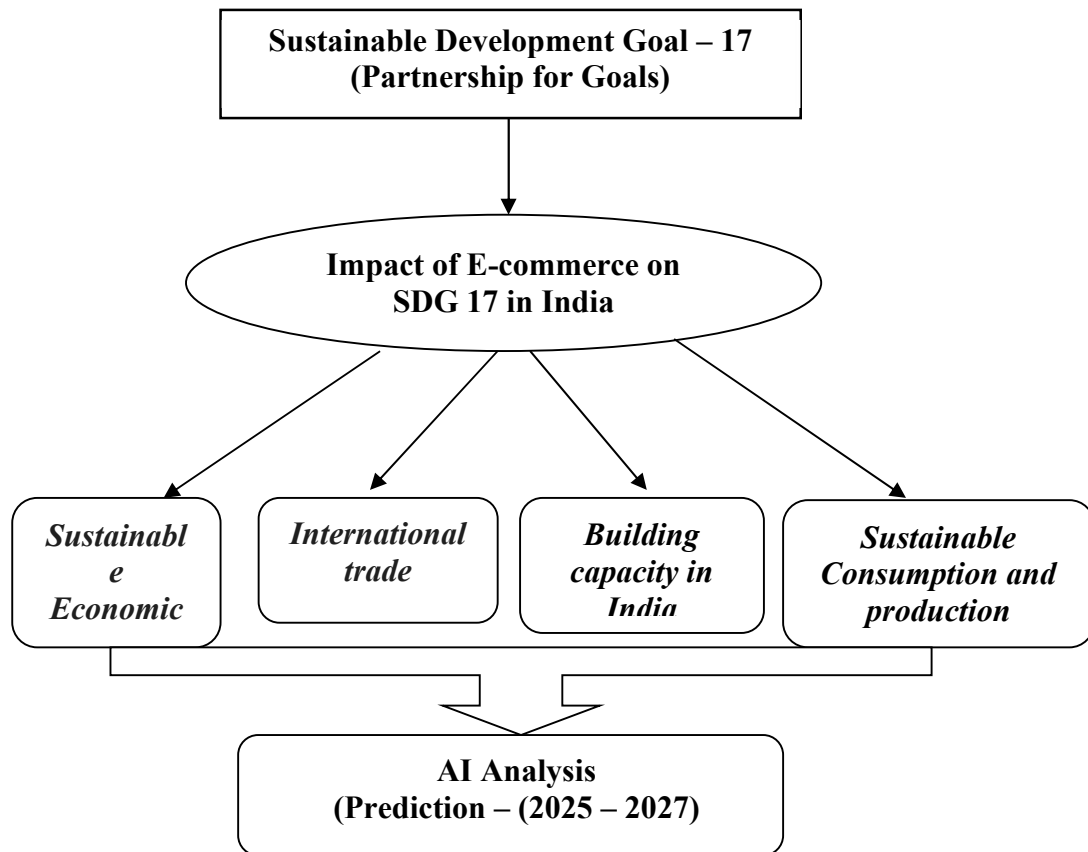 Sustainable Development Goal – 17
(Partnership for Goals)
Impact of E-commerce on
SDG 17 in India
Sustainabl
e
Economic
International
trade
Building
capacity in
India
Sustainable
Consumption and
production
AI Analysis
(Prediction – (2025 – 2027)